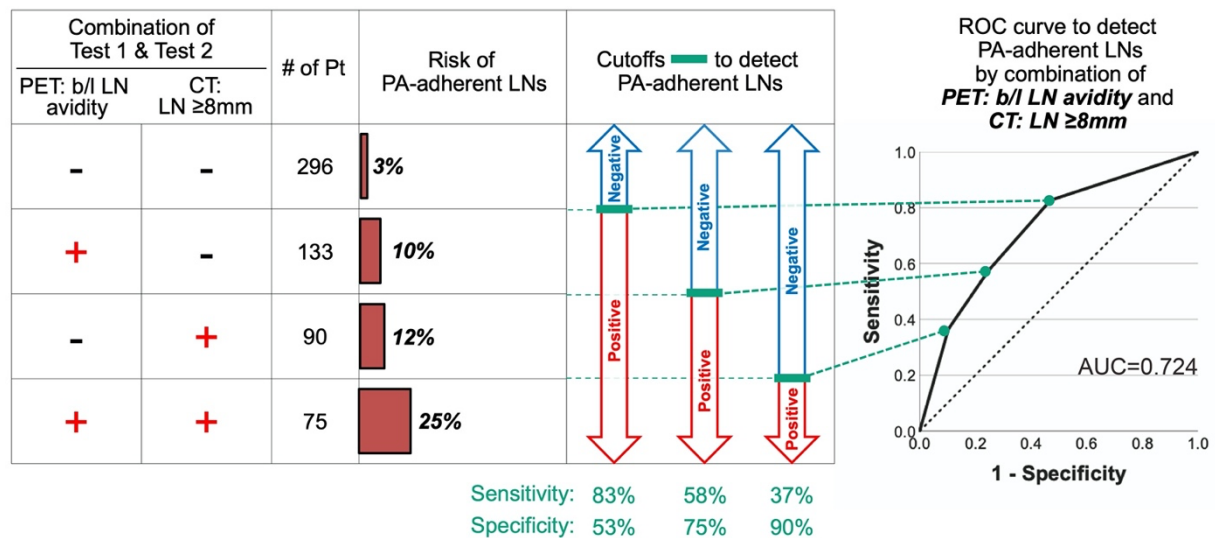 Combination of
Test 1 & Test 2
# of Pt
Risk of
PA-adherent LNs
Cutoffs to detect
PA-adherent LNs
PET: b/l LN
avidity
CT:
LN ≥8mm
- - 296 3%
+ - 133 10%
- + 90 12%
+ + 75 25%
Negative
Positive
Negative
Positive
Negative
Positive
Sensitivity: 83% 58% 37%
Specificity: 53% 75% 90%
ROC curve to detect
PA-adherent LNs
by combination of
PET: b/l LN avidity and
CT: LN ≥8mm
Sensitivity
1.0
0.8
0.6
0.4
0.2
0.0
AUC=0.724
0.0 0.2 0.4 0.6 0.8 1.0
1 - Specificity